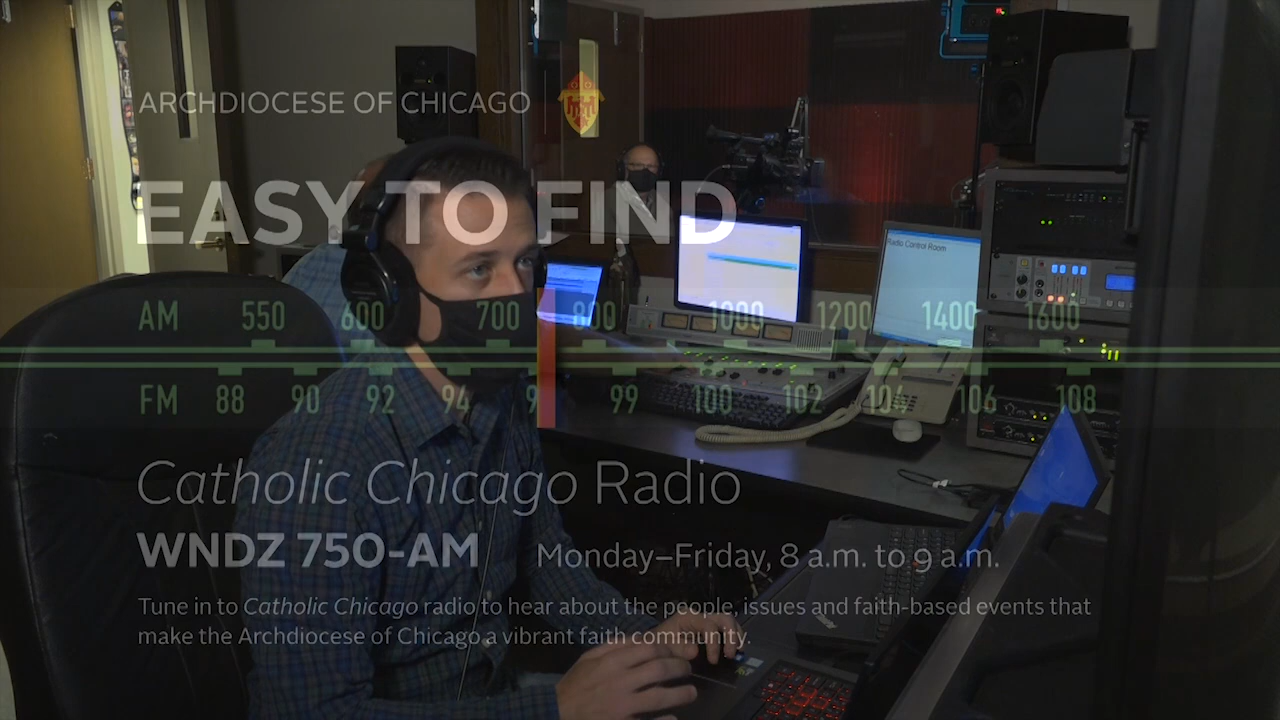 ARCHDIOCESE OF CHICAGO
EASY TO FIND
Radio Control Room
AM 550 600 700 800 1000 1200 1400 1600
FM 88 90 92 94 99 100 102 104 106 108
Catholic Chicago Radio
WNDZ 750-AM Monday–Friday, 8 a.m. to 9 a.m.
Tune in to Catholic Chicago radio to hear about the people, issues and faith-based events that
make the Archdiocese of Chicago a vibrant faith community.